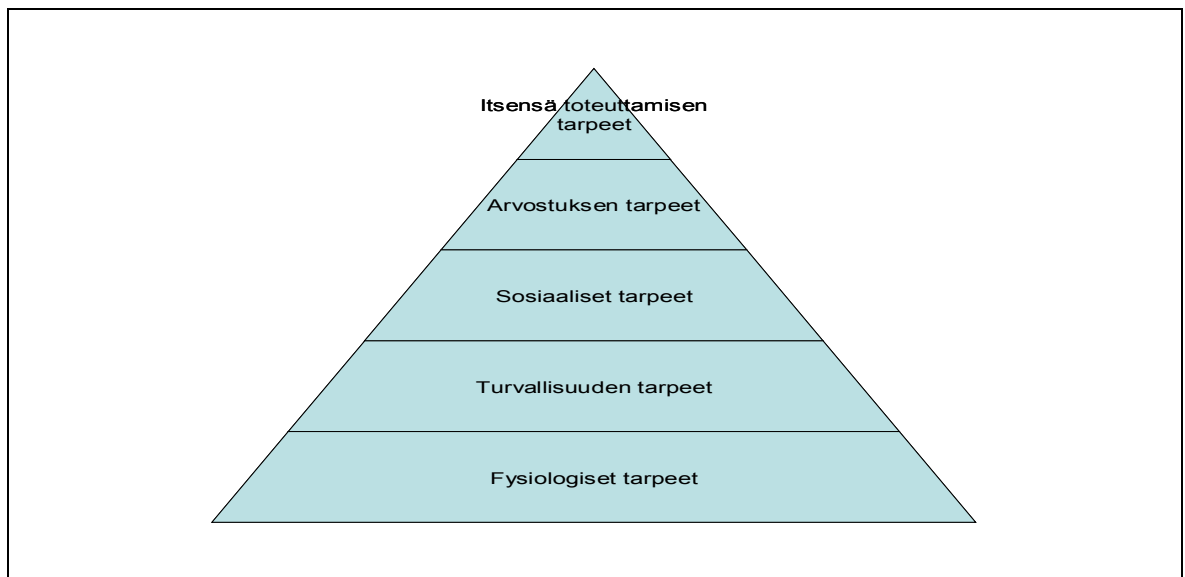 Itsensä toteuttamisen
tarpeet
Arvostuksen tarpeet
Sosiaaliset tarpeet
Turvallisuuden tarpeet
Fysiologiset tarpeet